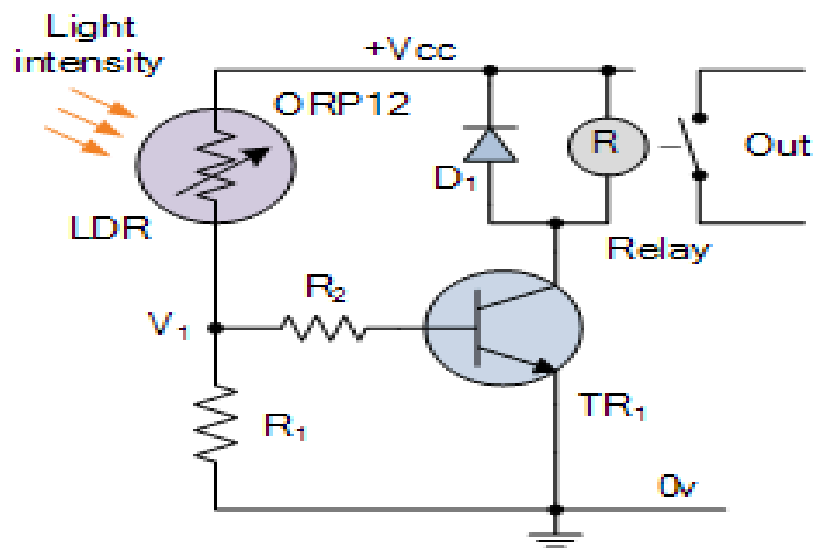 Light
intensity
+Vcc
ORP12
LDR
D₁
R
Out
Relay
R₂
V₁
TR₁
R₁
0v